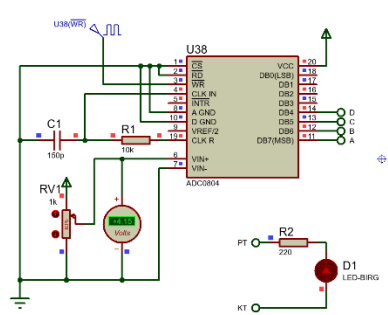 U38(WR)
U38
1 CS
2 RD
3 WR
4 CLK IN
5 INTR
8 A GND
10 D GND
9 VREF/2
19 CLK R
6 VIN+
7 VIN-
VCC 20
DB0(LSB) 18
DB1 17
DB2 16
DB3 15
DB4 14 D
DB5 13 C
DB6 12 B
DB7(MSB) 11 A
ADC0804
C1
150p
R1
10k
RV1
1k
+
Volts
-
PT
R2
220
D1
LED-BIRG
KT